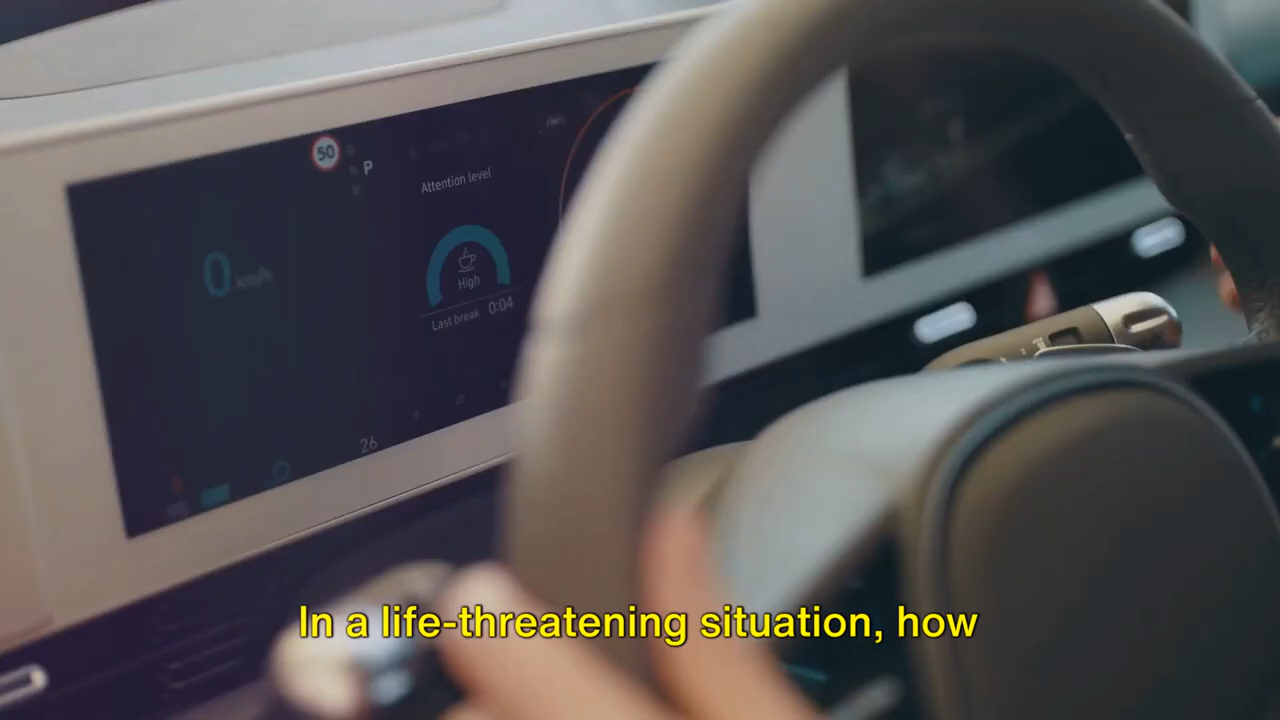 50
P
Attention level
0 km/h
High
Last break 0:04
26
In a life-threatening situation, how